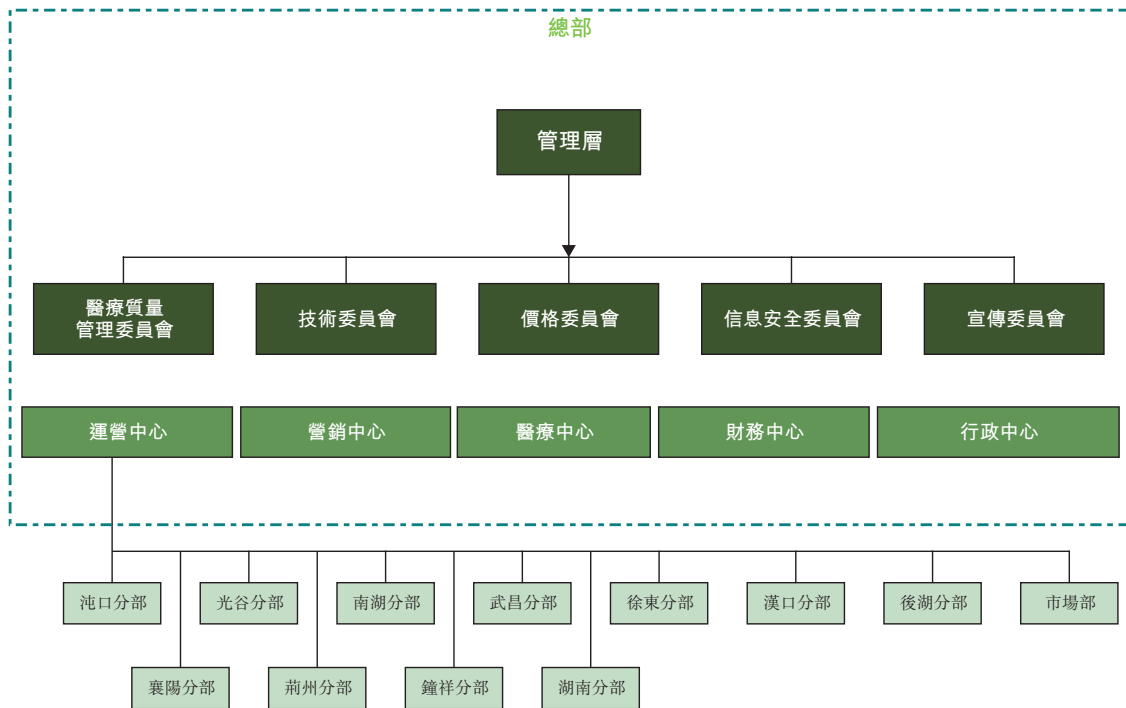 總部
管理層
醫療質量
管理委員會
技術委員會
價格委員會
信息安全委員會
宣傳委員會
運營中心
營銷中心
醫療中心
財務中心
行政中心
沌口分部
光谷分部
南湖分部
武昌分部
徐東分部
漢口分部
後湖分部
市場部
襄陽分部
荊州分部
鐘祥分部
湖南分部